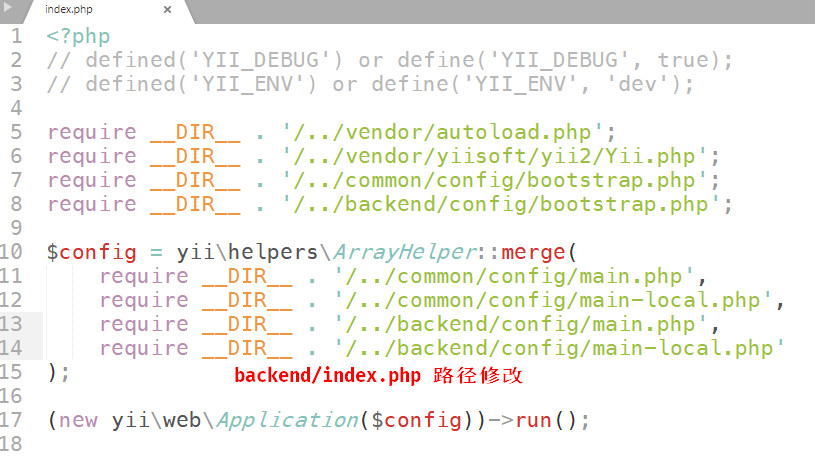 index.php ×
1 <?php
2 // defined('YII_DEBUG') or define('YII_DEBUG', true);
3 // defined('YII_ENV') or define('YII_ENV', 'dev');
4
5 require __DIR__ . '/../vendor/autoload.php';
6 require __DIR__ . '/../vendor/yiisoft/yii2/Yii.php';
7 require __DIR__ . '/../common/config/bootstrap.php';
8 require __DIR__ . '/../backend/config/bootstrap.php';
9
10 $config = yii\helpers\ArrayHelper::merge(
11     require __DIR__ . '/../common/config/main.php',
12     require __DIR__ . '/../common/config/main-local.php',
13     require __DIR__ . '/../backend/config/main.php',
14     require __DIR__ . '/../backend/config/main-local.php'
15 );
backend/index.php 路径修改
16
17 (new yii\web\Application($config))->run();
18